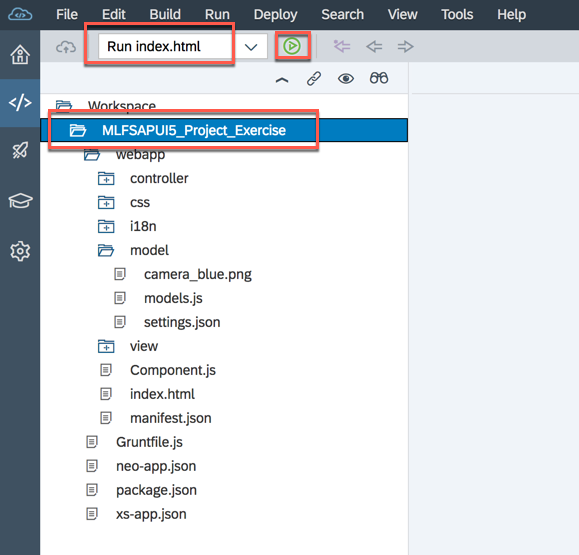 File Edit Build Run Deploy Search View Tools Help
Run index.html
Workspace
MLFSAPUI5_Project_Exercise
webapp
controller
css
i18n
model
camera_blue.png
models.js
settings.json
view
Component.js
index.html
manifest.json
Gruntfile.js
neo-app.json
package.json
xs-app.json